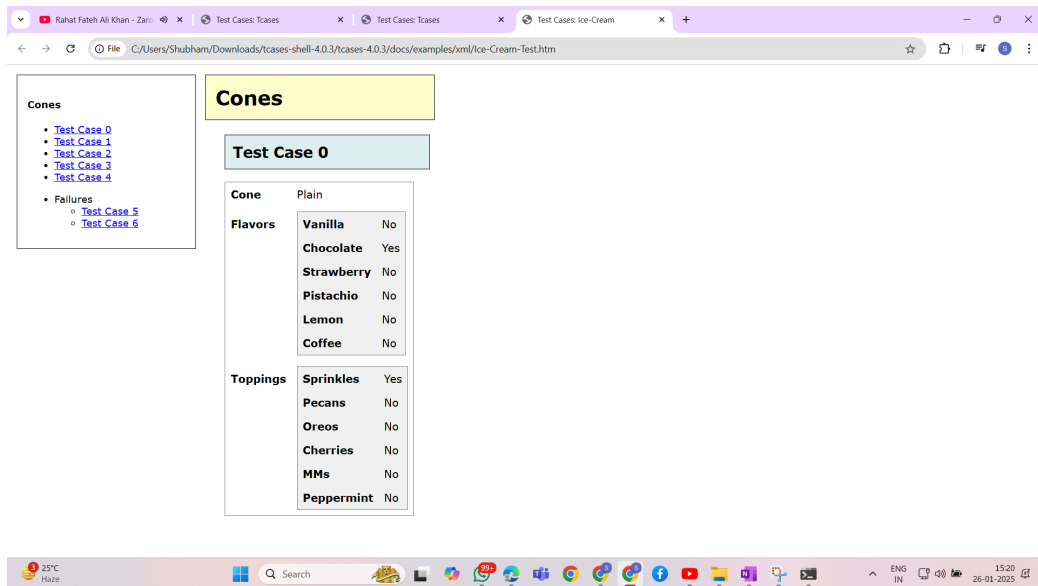 Rahat Fateh Ali Khan - Zaro
Test Cases: Tcases
Test Cases: Tcases
Test Cases: Ice-Cream
File C:/Users/Shubham/Downloads/tcases-shell-4.0.3/tcases-4.0.3/docs/examples/xml/Ice-Cream-Test.htm
S
Cones
Test Case 0
Test Case 1
Test Case 2
Test Case 3
Test Case 4
Failures
Test Case 5
Test Case 6
Cones
Test Case 0
Cone Plain
Flavors Vanilla No
Chocolate Yes
Strawberry No
Pistachio No
Lemon No
Coffee No
Toppings Sprinkles Yes
Pecans No
Oreos No
Cherries No
MMs No
Peppermint No
3
25°C
Haze
Search
99+
ENG
IN
15:20
26-01-2025